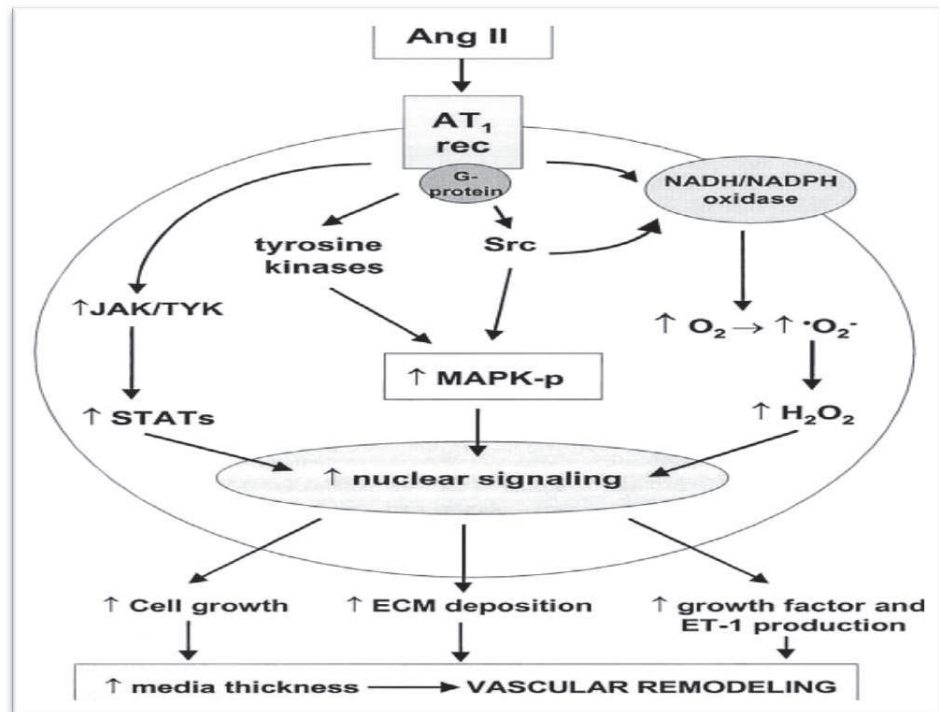 Ang II
AT₁
rec
G-
protein
NADH/NADPH
oxidase
tyrosine
kinases
Src
↑JAK/TYK
↑ O₂ → ↑ •O₂-
↑ MAPK-p
↑ STATs
↑ H₂O₂
↑ nuclear signaling
↑ Cell growth
↑ ECM deposition
↑ growth factor and
ET-1 production
↑ media thickness → VASCULAR REMODELING